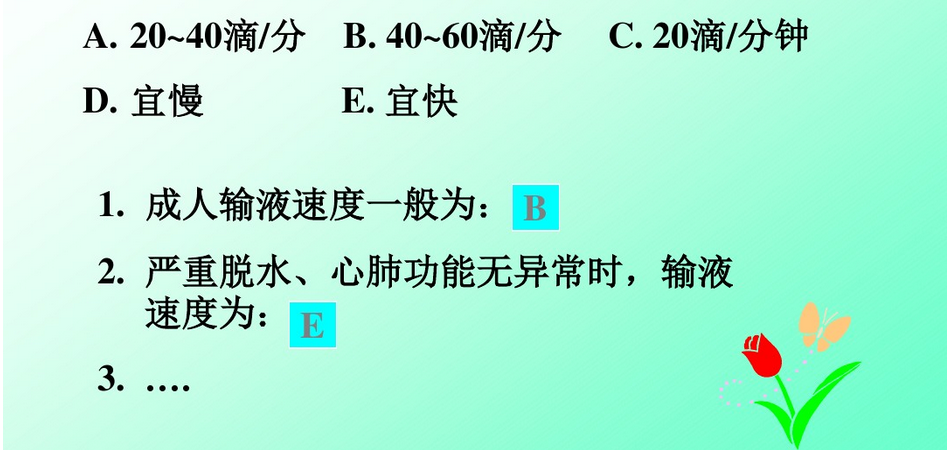 A. 20~40滴/分 B. 40~60滴/分 C. 20滴/分钟
D. 宜慢 E. 宜快
1. 成人输液速度一般为： B
2. 严重脱水、心肺功能无异常时，输液
速度为： E
3. ….